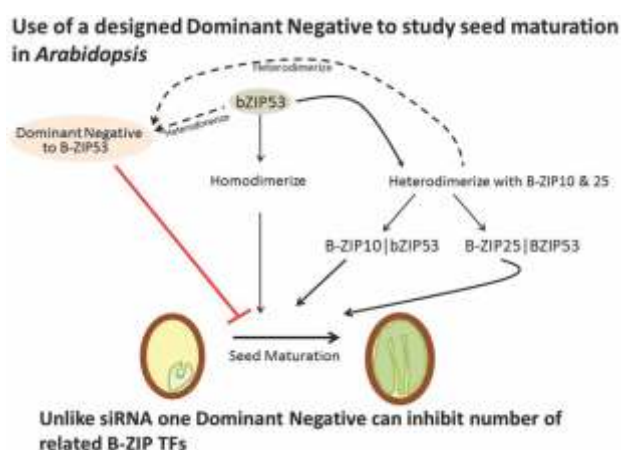 Use of a designed Dominant Negative to study seed maturation
in Arabidopsis
Heterodimerize
bZIP53
Heterodimerize
Dominant Negative
to B-ZIP53
Homodimerize
Heterodimerize with B-ZIP10 & 25
B-ZIP10|bZIP53
B-ZIP25|BZIP53
Seed Maturation
Unlike siRNA one Dominant Negative can inhibit number of
related B-ZIP TFs